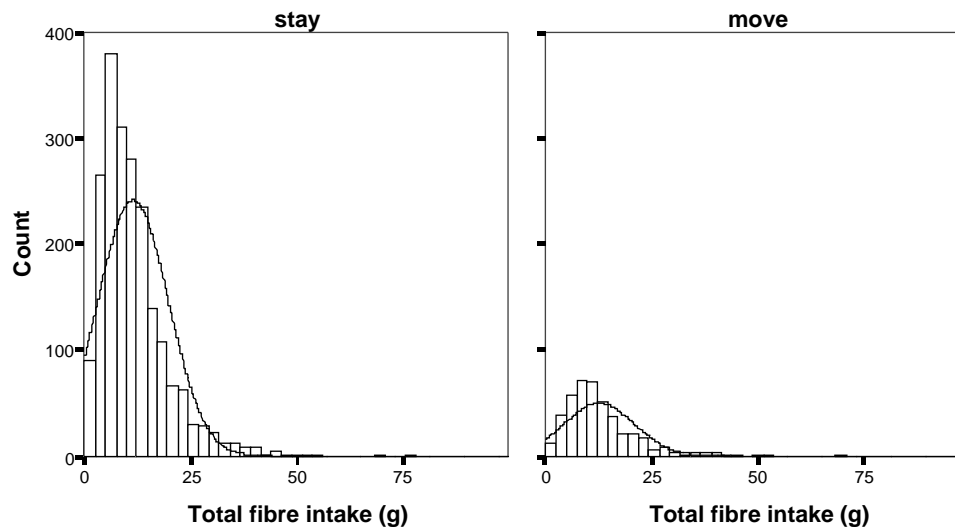 stay
move
400
300
200
100
0
Count
0 25 50 75
0 25 50 75
Total fibre intake (g)
Total fibre intake (g)